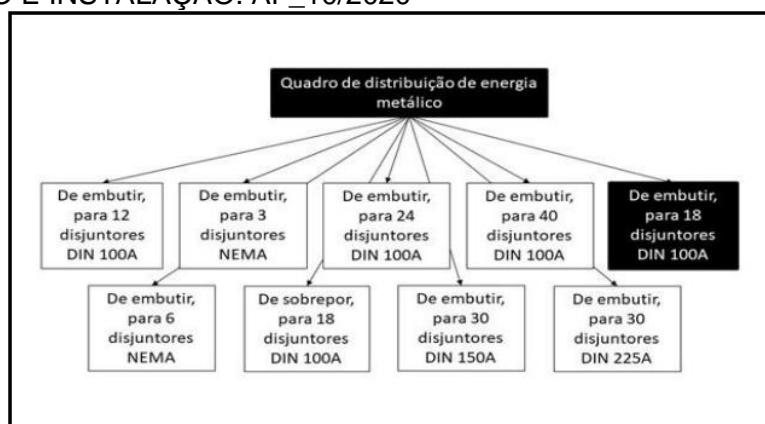 Quadro de distribuição de energia
metálico
De embutir,
para 12
disjuntores
DIN 100A
De embutir,
para 3
disjuntores
NEMA
De embutir,
para 24
disjuntores
DIN 100A
De embutir,
para 40
disjuntores
DIN 100A
De embutir,
para 18
disjuntores
DIN 100A
De embutir,
para 6
disjuntores
NEMA
De sobrepor,
para 18
disjuntores
DIN 100A
De embutir,
para 30
disjuntores
DIN 150A
De embutir,
para 30
disjuntores
DIN 225A